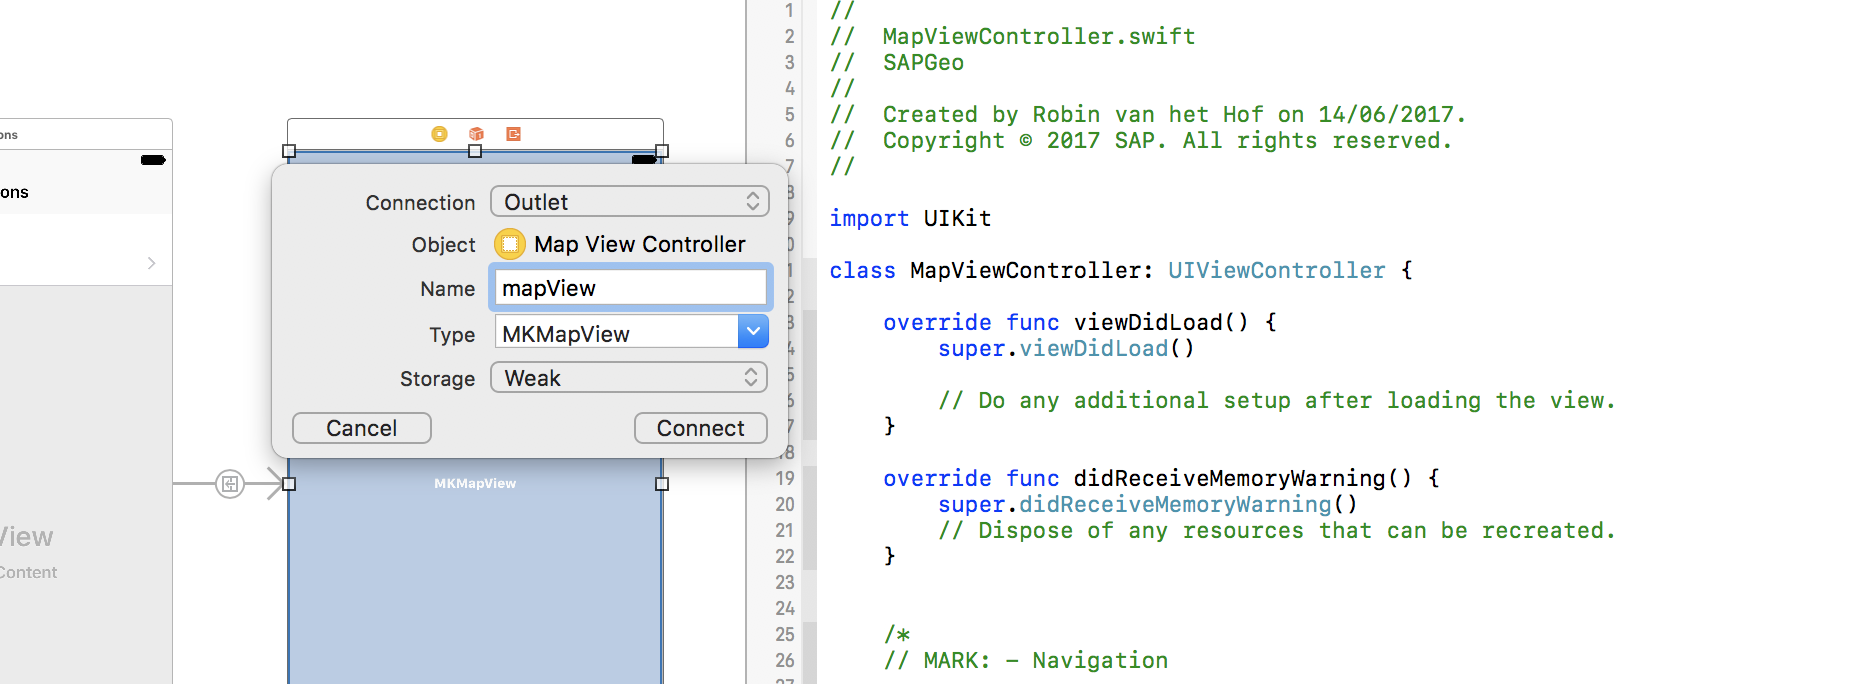 ons
ons
View
Content
Connection Outlet
Object Map View Controller
Name mapView
Type MKMapView
Storage Weak
Cancel Connect
MKMapView
1 //
2 // MapViewController.swift
3 // SAPGeo
4 //
5 // Created by Robin van het Hof on 14/06/2017.
6 // Copyright © 2017 SAP. All rights reserved.
7 //
8
9 import UIKit
0
1 class MapViewController: UIViewController {
2
3 override func viewDidLoad() {
4 super.viewDidLoad()
5
6 // Do any additional setup after loading the view.
7 }
18
19 override func didReceiveMemoryWarning() {
20 super.didReceiveMemoryWarning()
21 // Dispose of any resources that can be recreated.
22 }
23
24
25 /*
26 // MARK: - Navigation
27